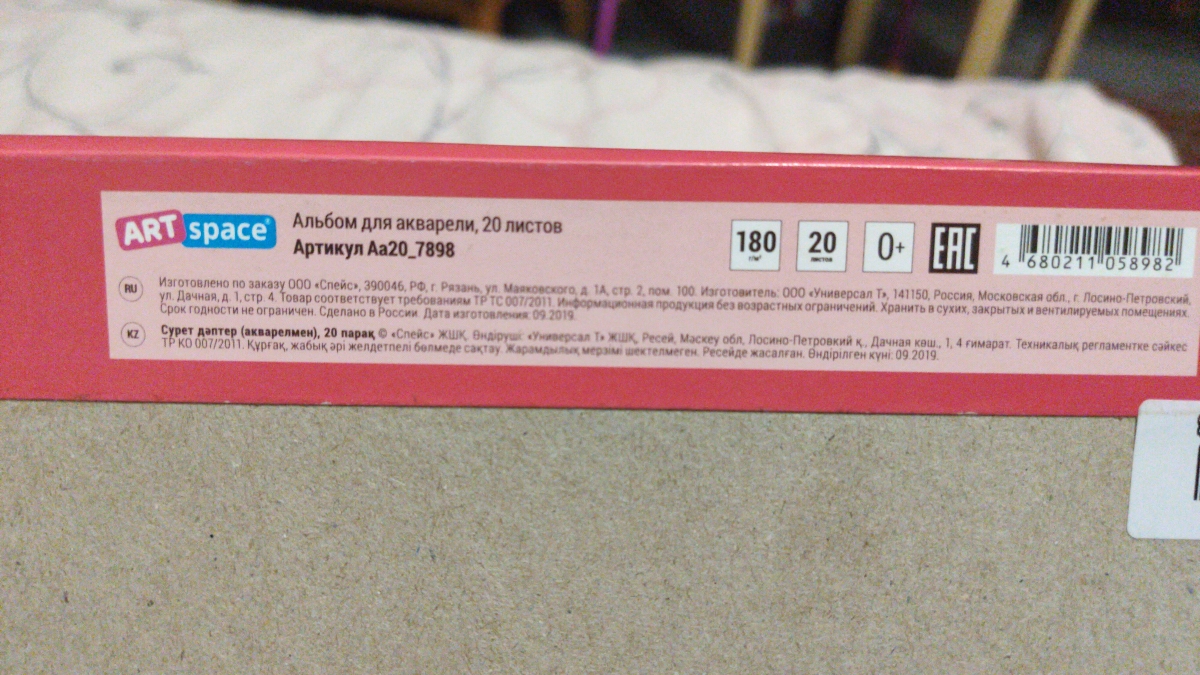 ART space®
Альбом для акварели, 20 листов
Артикул Аа20_7898
180 г/м²
20 листов
0+
EAC
4 680211 058982
RU
Изготовлено по заказу ООО «Спейс», 390046, РФ, г. Рязань, ул. Маяковского, д. 1А, стр. 2, пом. 100. Изготовитель: ООО «Универсал Т», 141150, Россия, Московская обл., г. Лосино-Петровский,
ул. Дачная, д. 1, стр. 4. Товар соответствует требованиям ТР ТС 007/2011. Информационная продукция без возрастных ограничений. Хранить в сухих, закрытых и вентилируемых помещениях.
Срок годности не ограничен. Сделано в России. Дата изготовления: 09.2019.
KZ
Сурет дәптер (акварелмен), 20 парақ © «Спейс» ЖШҚ, Өндіруші: «Универсал Т» ЖШҚ, Ресей, Мәскеу обл, Лосино-Петровкий қ., Дачная көш., 1, 4 ғимарат. Техникалық регламентке сәйкес
ТР КО 007/2011. Құрғақ, жабық әрі желдетпелі бөлмеде сақтау. Жарамдылық мерзімі шектелмеген. Ресейде жасалған. Өндірілген күні: 09.2019.